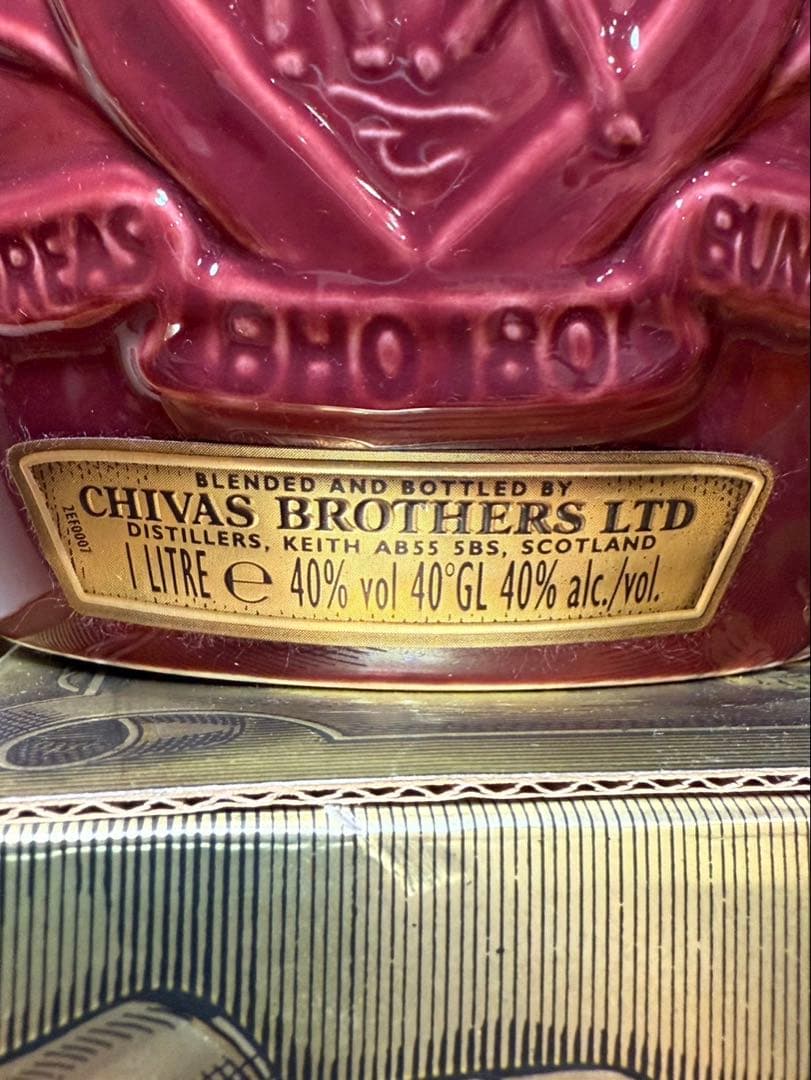 REAS
BHO 180
BUN
BLENDED AND BOTTLED BY
CHIVAS BROTHERS LTD
DISTILLERS, KEITH AB55 5BS, SCOTLAND
1 LITRE e 40% vol 40°GL 40% alc./vol.
2EF0007